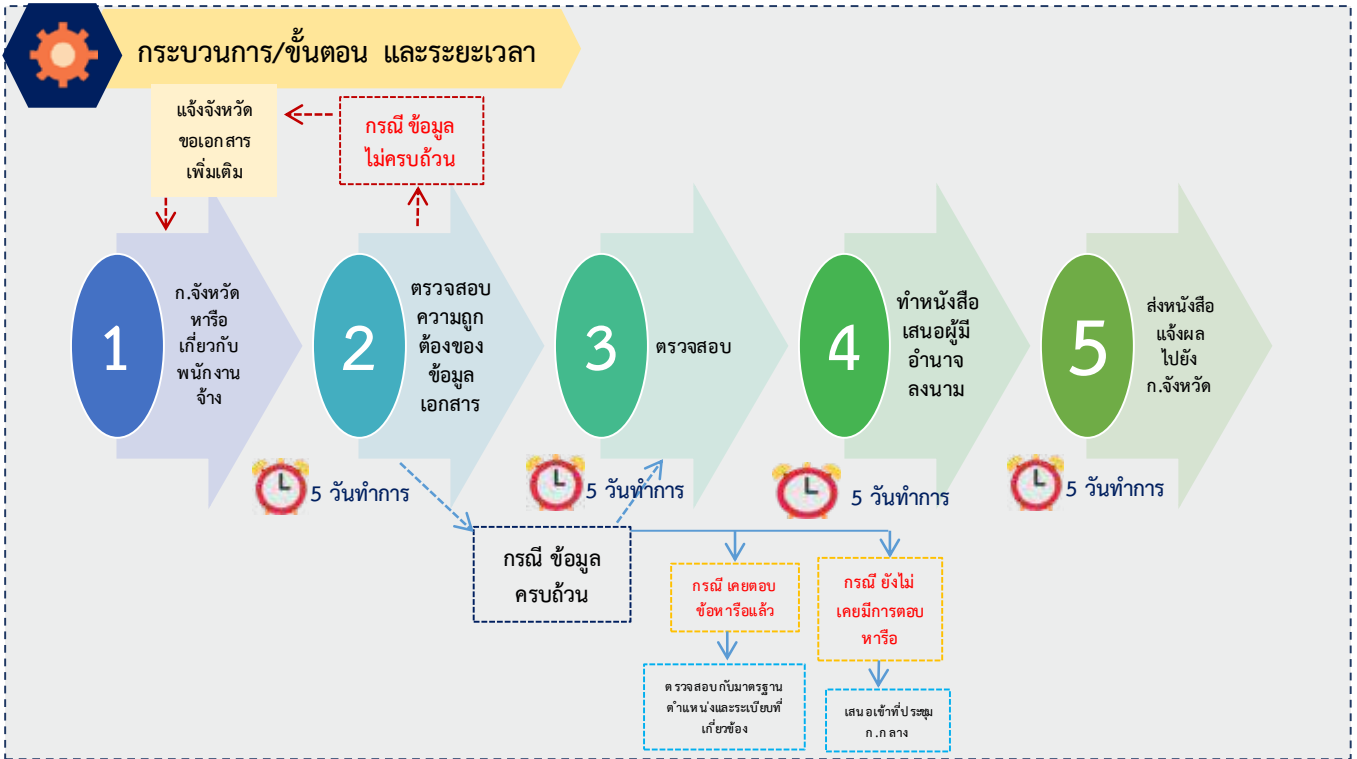 กระบวนการ/ขั้นตอน และระยะเวลา
แจ้งจังหวัด
ขอเอกสาร
เพิ่มเติม
กรณี ข้อมูล
ไม่ครบถ้วน
1
ก.จังหวัด
หารือ
เกี่ยวกับ
พนักงาน
จ้าง
2
ตรวจสอบ
ความถูก
ต้องของ
ข้อมูล
เอกสาร
3
ตรวจสอบ
4
ทำหนังสือ
เสนอผู้มี
อำนาจ
ลงนาม
5
ส่งหนังสือ
แจ้งผล
ไปยัง
ก.จังหวัด
5 วันทำการ
5 วันทำการ
5 วันทำการ
5 วันทำการ
กรณี ข้อมูล
ครบถ้วน
กรณี เคยตอบ
ข้อหารือแล้ว
กรณี ยังไม่
เคยมีการตอบ
หารือ
ตรวจสอบกับมาตรฐาน
ตำแหน่งและระเบียบที่
เกี่ยวข้อง
เสนอเข้าที่ประชุม
ก.กลาง